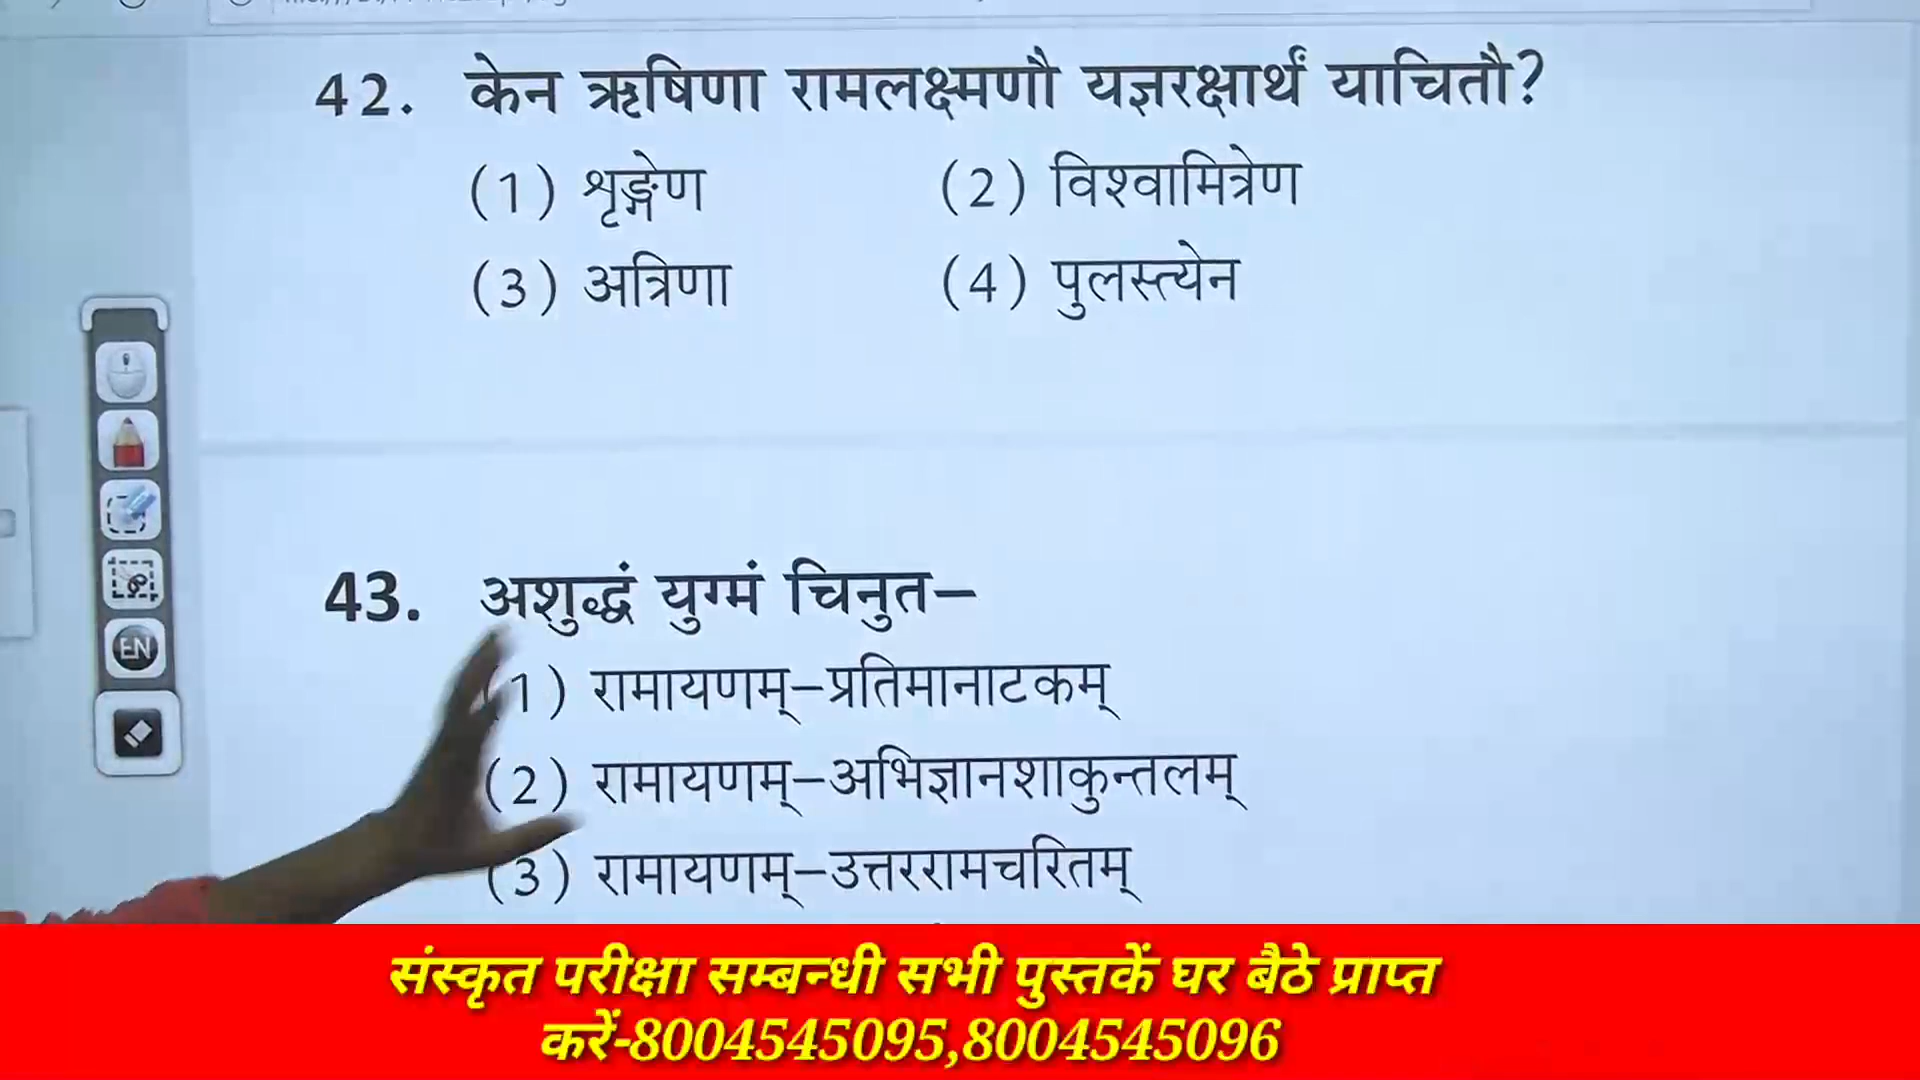 42. केन ऋषिणा रामलक्ष्मणौ यज्ञरक्षार्थं याचितौ?
(1) शृङ्गेण (2) विश्वामित्रेण
(3) अत्रिणा (4) पुलस्त्येन
43. अशुद्धं युग्मं चिनुत–
(1) रामायणम्–प्रतिमानाटकम्
(2) रामायणम्–अभिज्ञानशाकुन्तलम्
(3) रामायणम्–उत्तररामचरितम्
EN
संस्कृत परीक्षा सम्बन्धी सभी पुस्तकें घर बैठे प्राप्त
करें-8004545095,8004545096